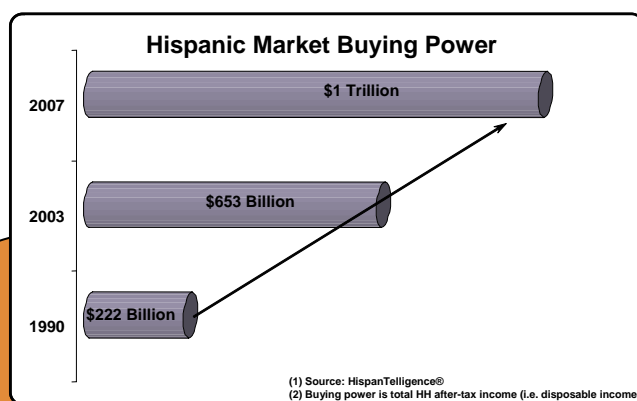 Hispanic Market Buying Power
2007
$1 Trillion
2003
$653 Billion
1990
$222 Billion
(1) Source: HispanTelligence®
(2) Buying power is total HH after-tax income (i.e. disposable income